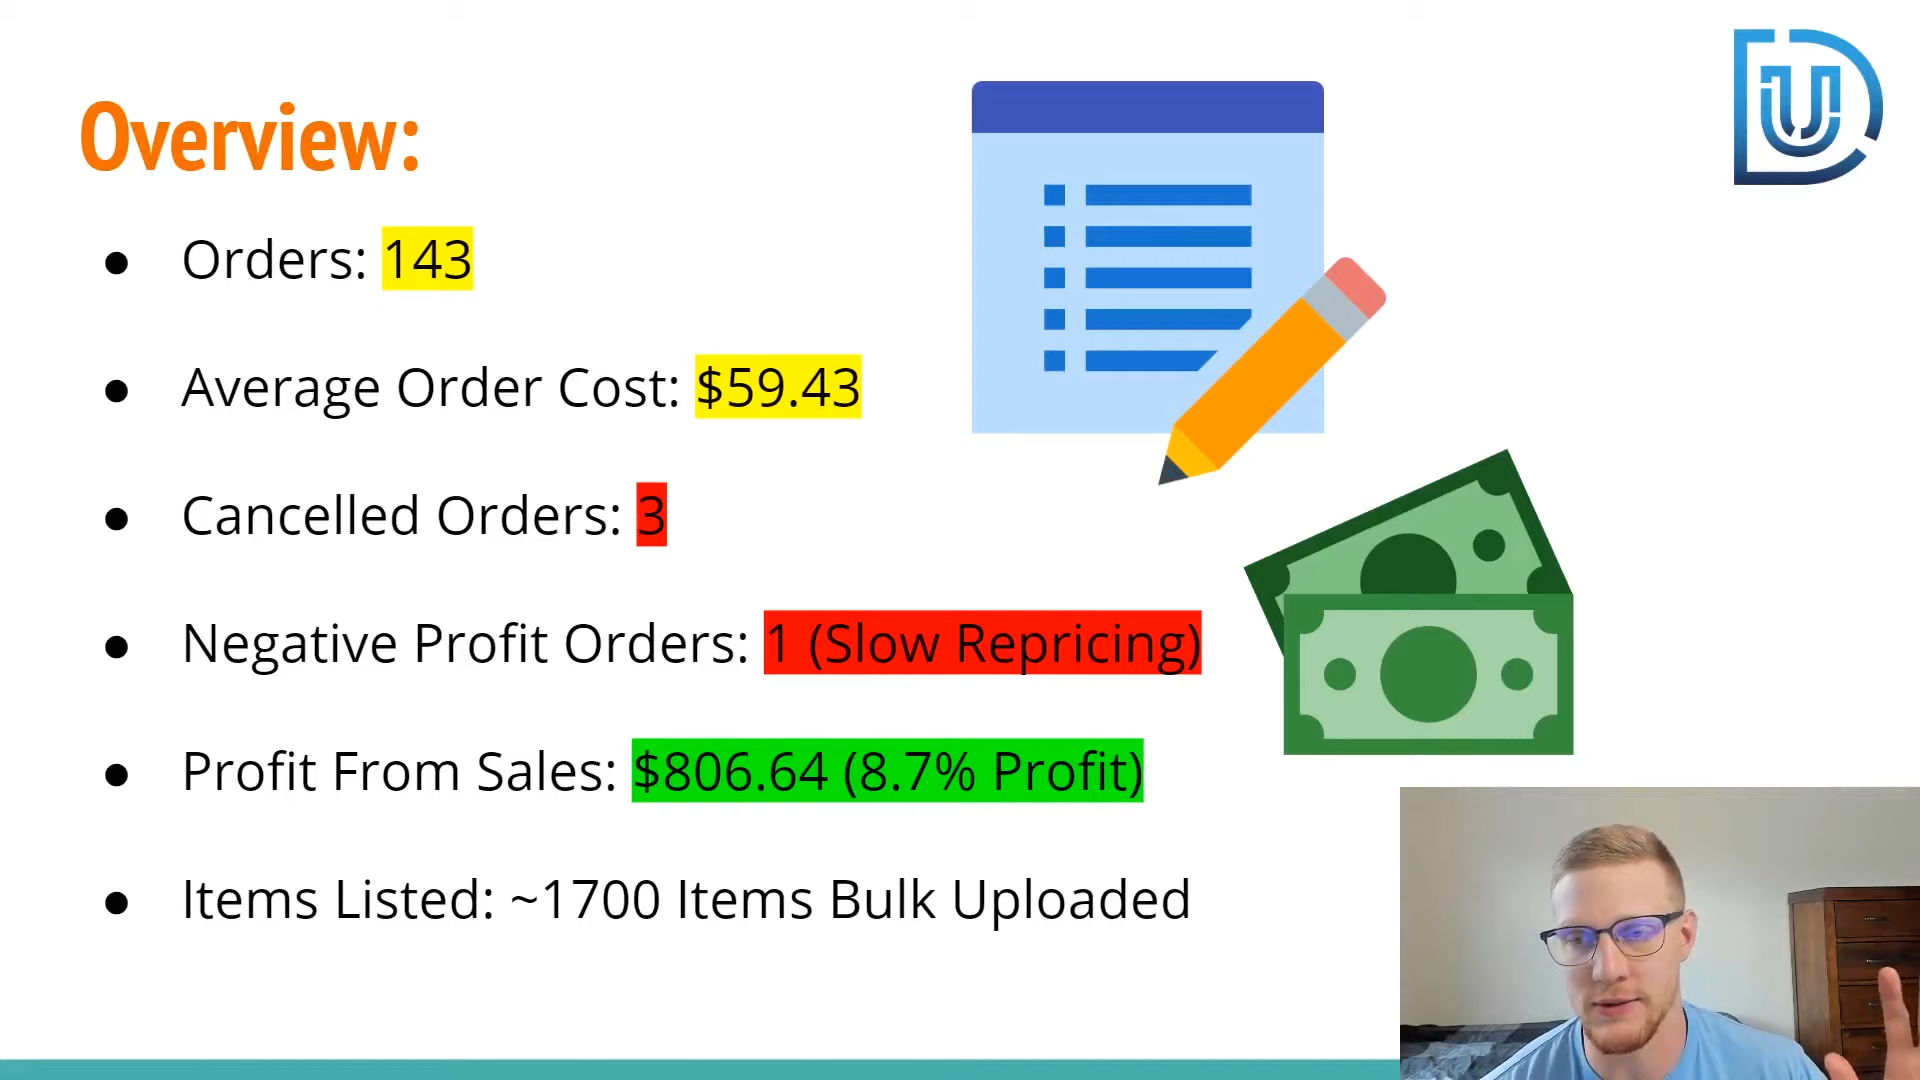 Overview:
● Orders: 143
● Average Order Cost: $59.43
● Cancelled Orders: 3
● Negative Profit Orders: 1 (Slow Repricing)
● Profit From Sales: $806.64 (8.7% Profit)
● Items Listed: ~1700 Items Bulk Uploaded
DU